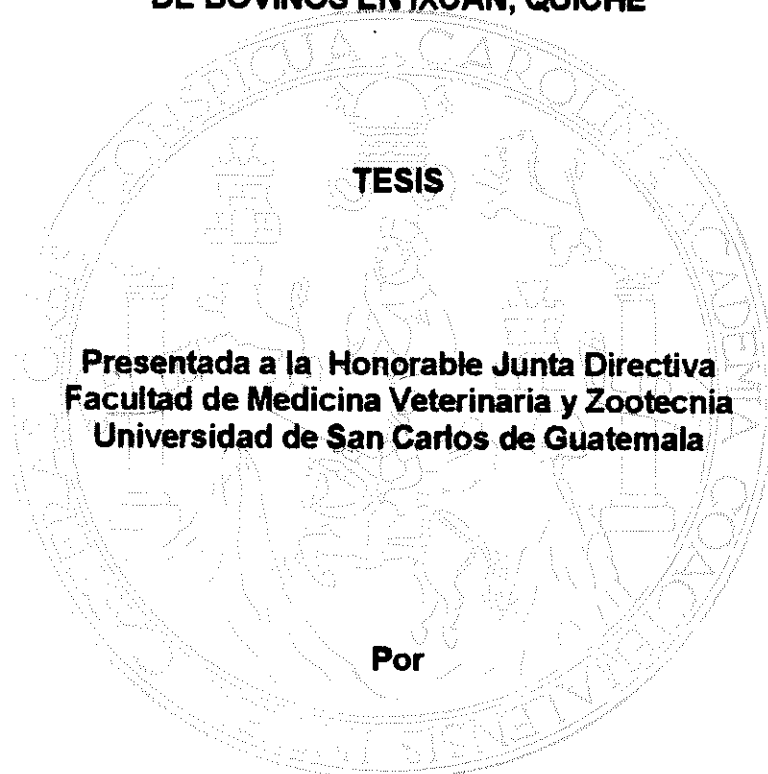 DE BOVINOS EN IXCAN, QUICHE
TESIS
Presentada a la Honorable Junta Directiva
Facultad de Medicina Veterinaria y Zootecnia
Universidad de San Carlos de Guatemala
Por